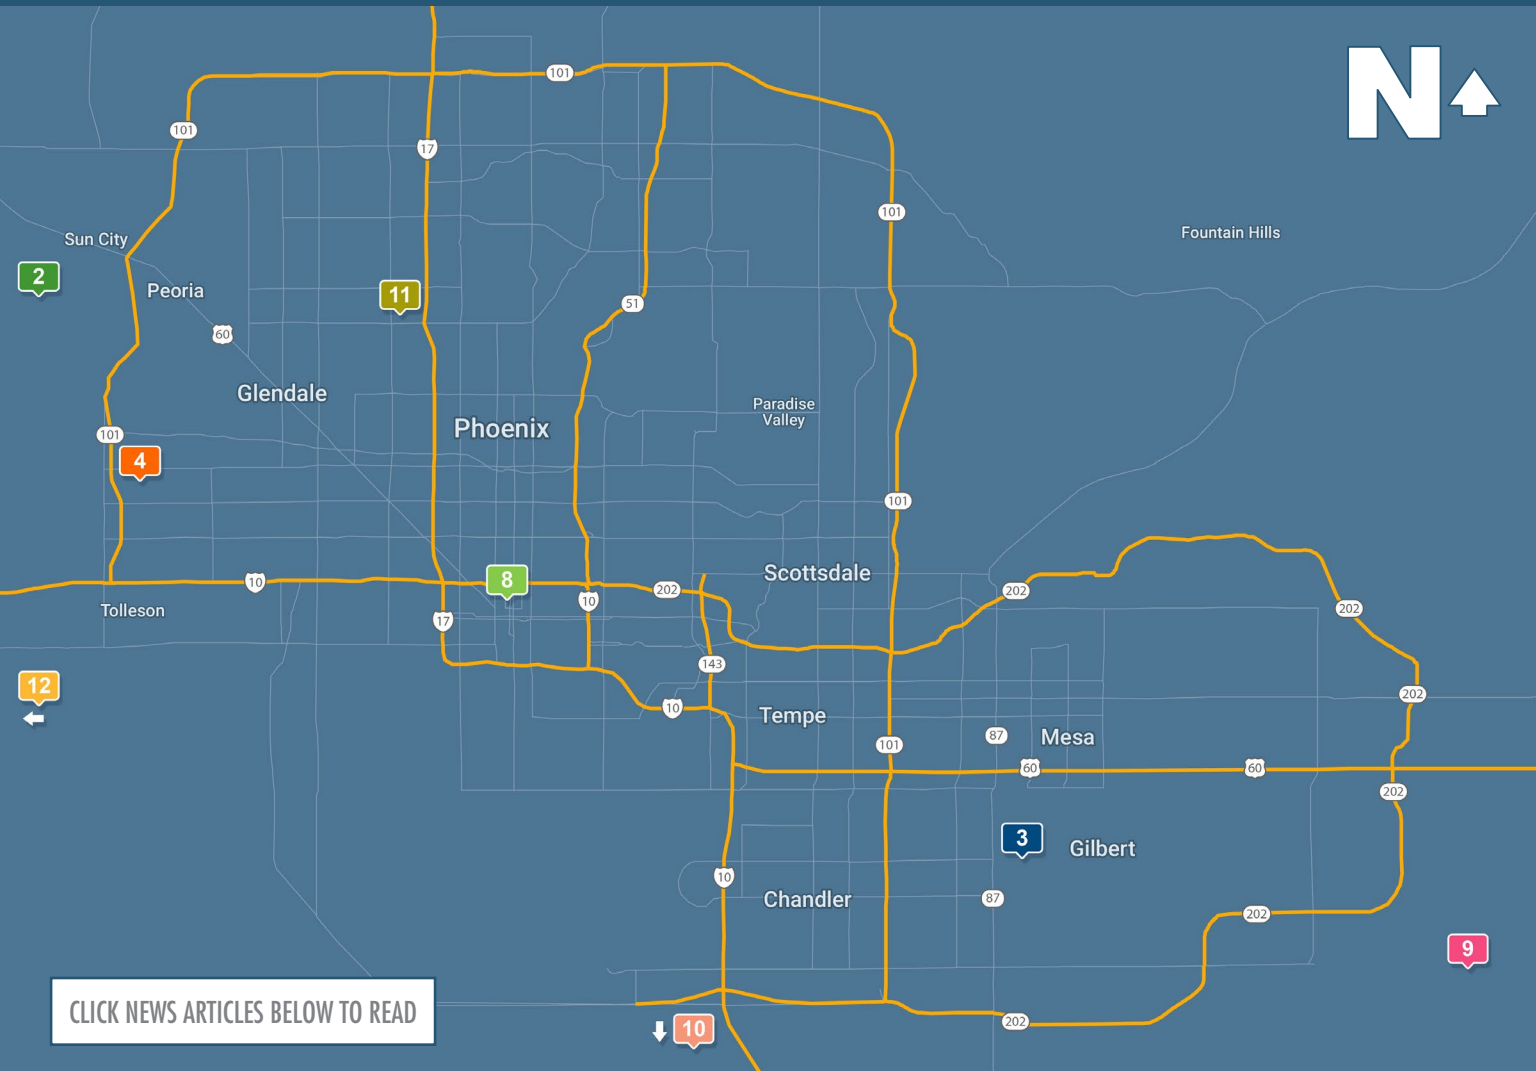 101
N
101
17
101
Sun City
Fountain Hills
2
Peoria
11
51
60
Glendale
Paradise
Valley
Phoenix
101
4
101
8
Scottsdale
10
202
202
10
Tolleson
202
17
143
12
202
10
Tempe
87
Mesa
101
60
60
202
3
Gilbert
10
Chandler
87
202
9
CLICK NEWS ARTICLES BELOW TO READ
202
10